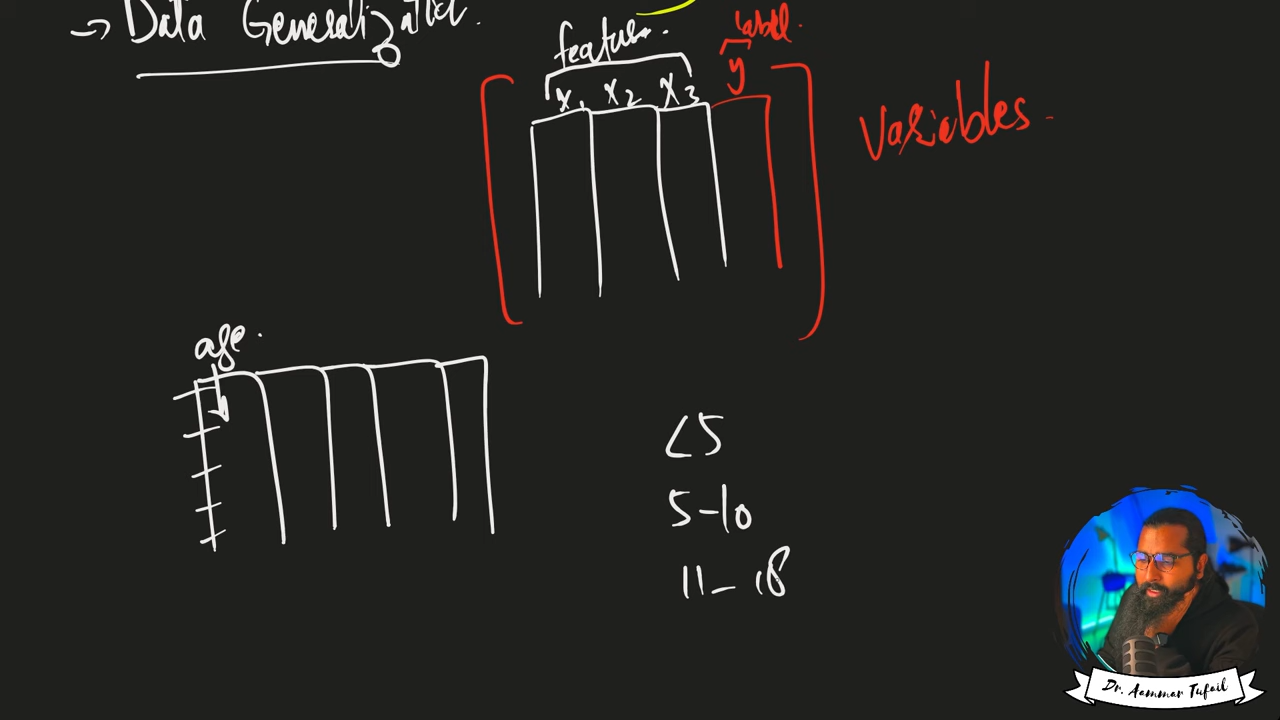 → Data Generalization.
features.
label.
x1 x2 x3 y
Variables.
age.
<5
5-10
11-18
Dr. Aammar Tufail